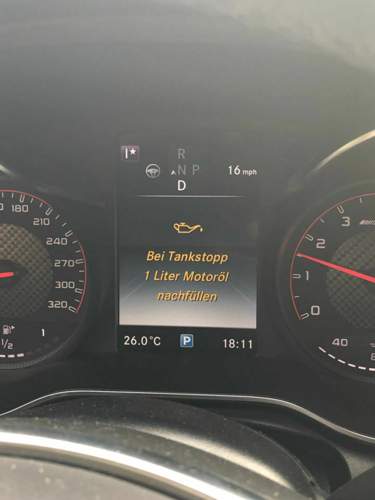 R
N P
D
16 mph
Bei Tankstopp
1 Liter Motoröl
nachfüllen
26.0°C P 18:11
180
210
240
270
300
320
1/2
1
3
2
1
0
40